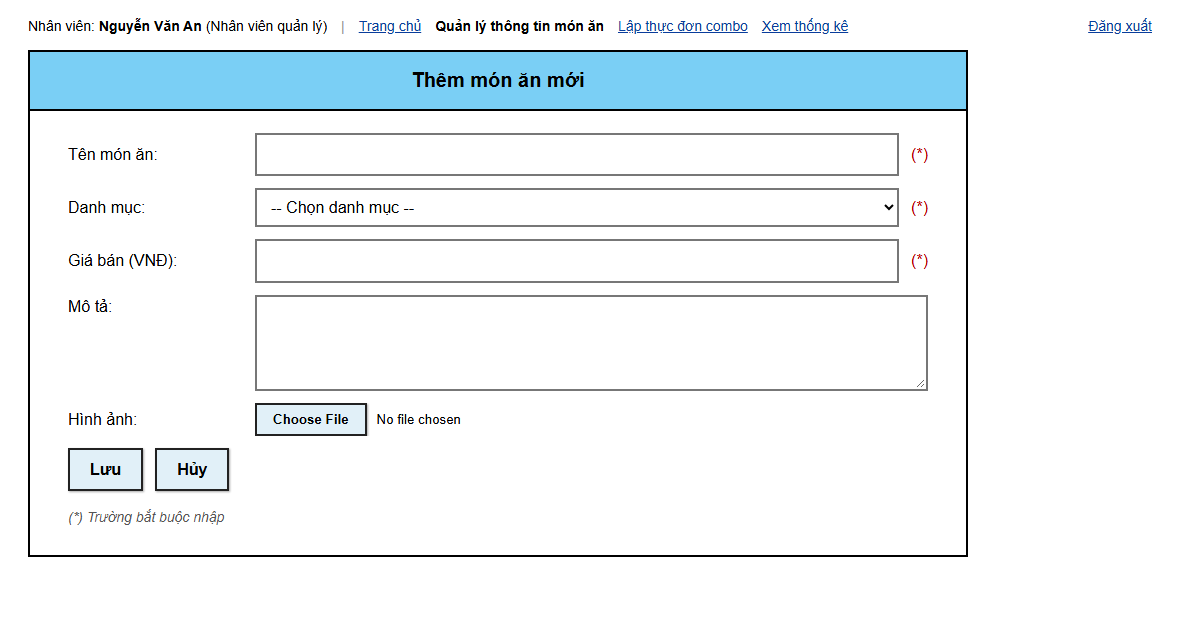 Nhân viên: Nguyễn Văn An (Nhân viên quản lý) | Trang chủ Quản lý thông tin món ăn Lập thực đơn combo Xem thống kê Đăng xuất
Thêm món ăn mới
Tên món ăn: (*)
Danh mục: -- Chọn danh mục -- (*)
Giá bán (VNĐ): (*)
Mô tả:
Hình ảnh: Choose File No file chosen
Lưu Hủy
(*) Trường bắt buộc nhập